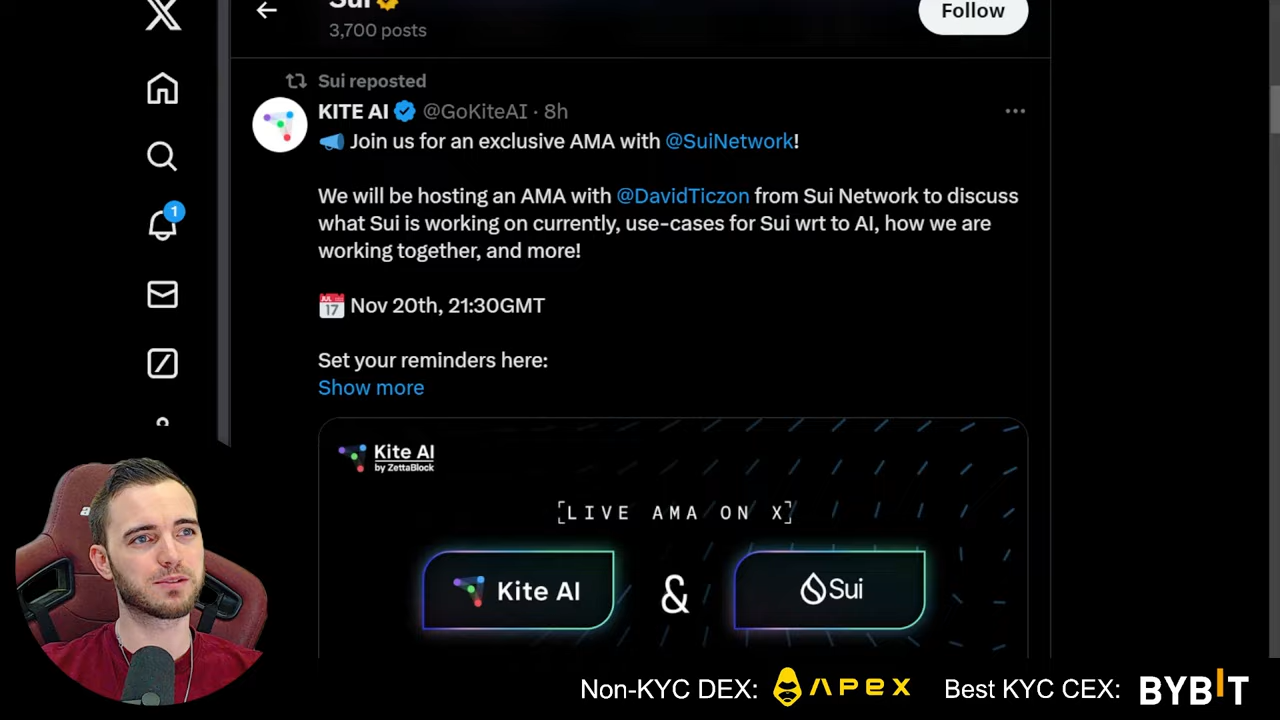 Sui
Follow
3,700 posts
Sui reposted
KITE AI @GoKiteAI · 8h
Join us for an exclusive AMA with @SuiNetwork!
We will be hosting an AMA with @DavidTiczon from Sui Network to discuss
what Sui is working on currently, use-cases for Sui wrt to AI, how we are
working together, and more!
JUL
17
Nov 20th, 21:30GMT
Set your reminders here:
Show more
1
Kite AI
by ZettaBlock
[LIVE AMA ON X]
Kite AI & Sui
Non-KYC DEX: APEX Best KYC CEX: BYBIT